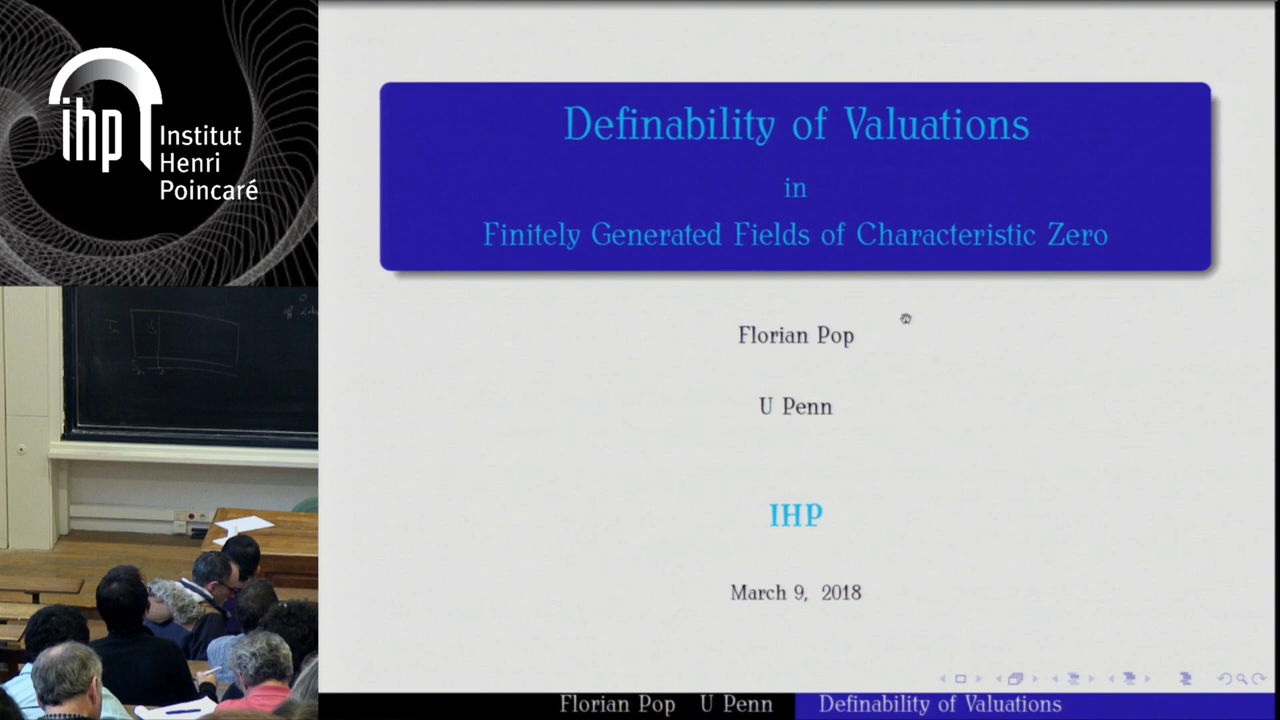 ihp
Institut
Henri
Poincaré
Definability of Valuations
in
Finitely Generated Fields of Characteristic Zero
Florian Pop
U Penn
IHP
March 9, 2018
Florian Pop U Penn
Definability of Valuations